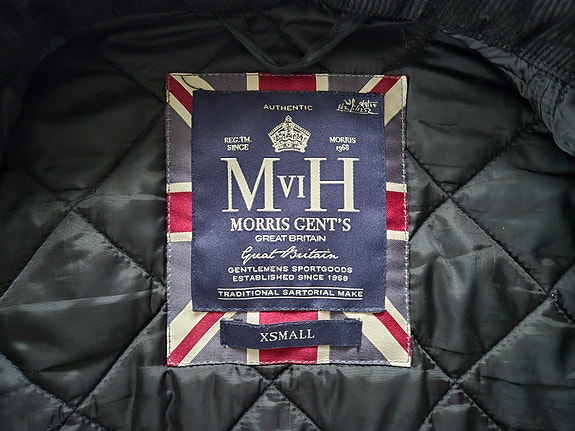 AUTHENTIC
REG.TM. MORRIS
SINCE 1968
MVIH
MORRIS GENT'S
GREAT BRITAIN
Great Britain
GENTLEMENS SPORTGOODS
ESTABLISHED SINCE 1968
TRADITIONAL SARTORIAL MAKE
XSMALL